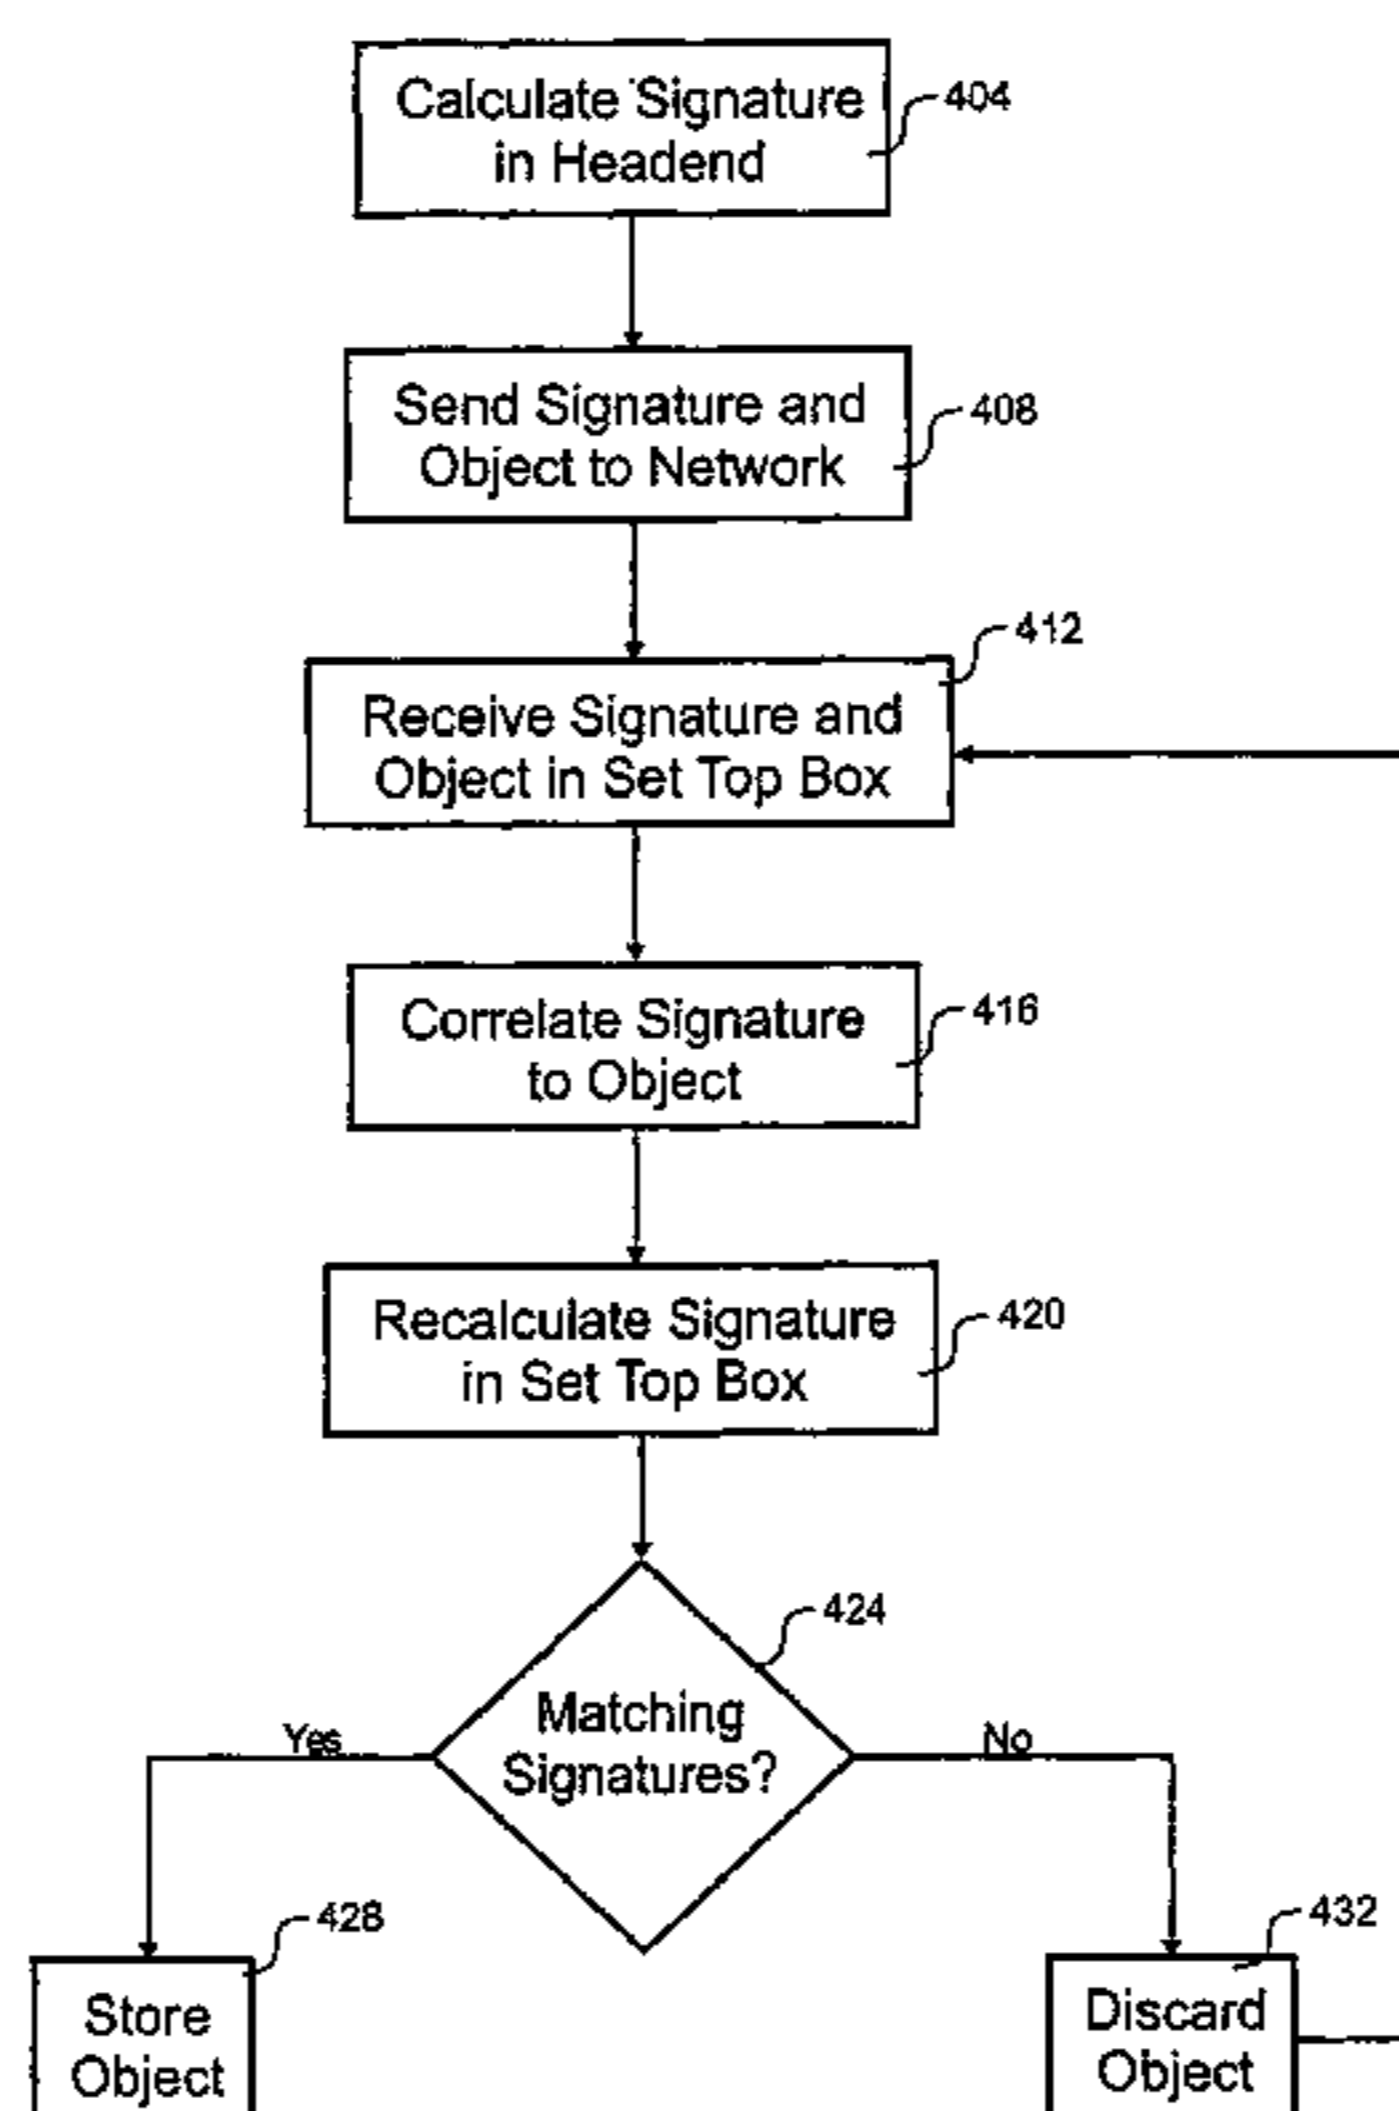 Calculate Signature
in Headend
404
Send Signature and
Object to Network
408
412
Receive Signature and
Object in Set Top Box
Correlate Signature
to Object
416
Recalculate Signature
in Set Top Box
420
424
Matching
Signatures?
Yes
No
428
Store
Object
432
Discard
Object